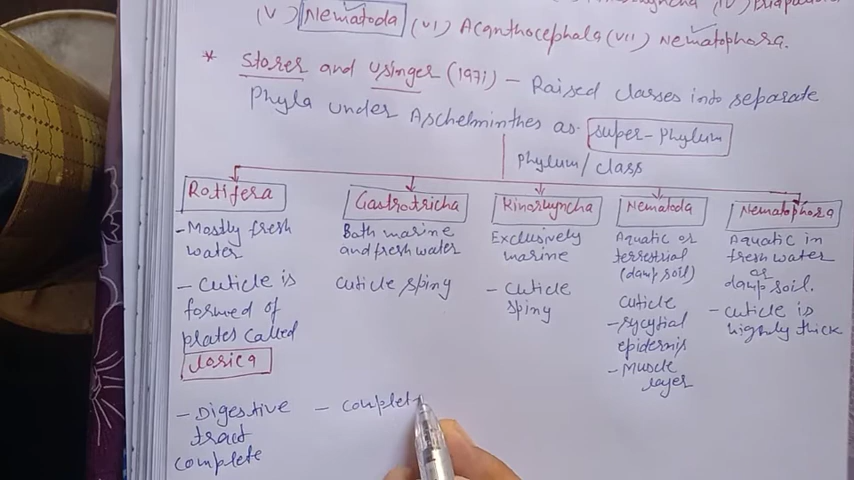 (V) Nematoda (VI) Acanthocephala (VII) Nematophora.
* Storer and Usinger (1971) - Raised classes into separate
Phyla under Aschelminthes as. Super-Phylum
Phylum/class
Rotifera
- Mostly fresh
water
- Cuticle is
formed of
plates called
lorica
- Digestive
tract
complete
Gastrotricha
Both marine
and fresh water
cuticle spiny
- complet
Kinorhyncha
Exclusively
marine
- Cuticle
spiny
Nematoda
Aquatic or
terrestrial
(damp soil)
Cuticle
- sycytial
epidermis
- Muscle
layer
Nematophora
Aquatic in
fresh water
or
damp soil.
- cuticle is
highly thick